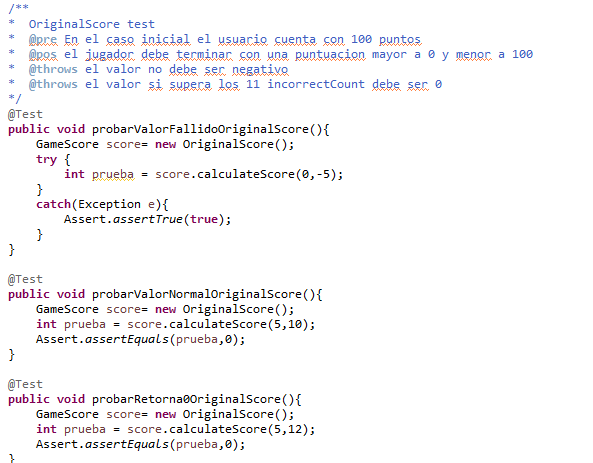 /**
*  OriginalScore test
*  @pre En el caso inicial el usuario cuenta con 100 puntos
*  @pos el jugador debe terminar con una puntuacion mayor a 0 y menor a 100
*  @throws el valor no debe ser negativo
*  @throws el valor si supera los 11 incorrectCount debe ser 0
*/
@Test
public void probarValorFallidoOriginalScore(){
    GameScore score= new OriginalScore();
    try {
        int prueba = score.calculateScore(0,-5);
    }
    catch(Exception e){
        Assert.assertTrue(true);
    }
}
@Test
public void probarValorNormalOriginalScore(){
    GameScore score= new OriginalScore();
    int prueba = score.calculateScore(5,10);
    Assert.assertEquals(prueba,0);
}
@Test
public void probarRetorna0OriginalScore(){
    GameScore score= new OriginalScore();
    int prueba = score.calculateScore(5,12);
    Assert.assertEquals(prueba,0);
}